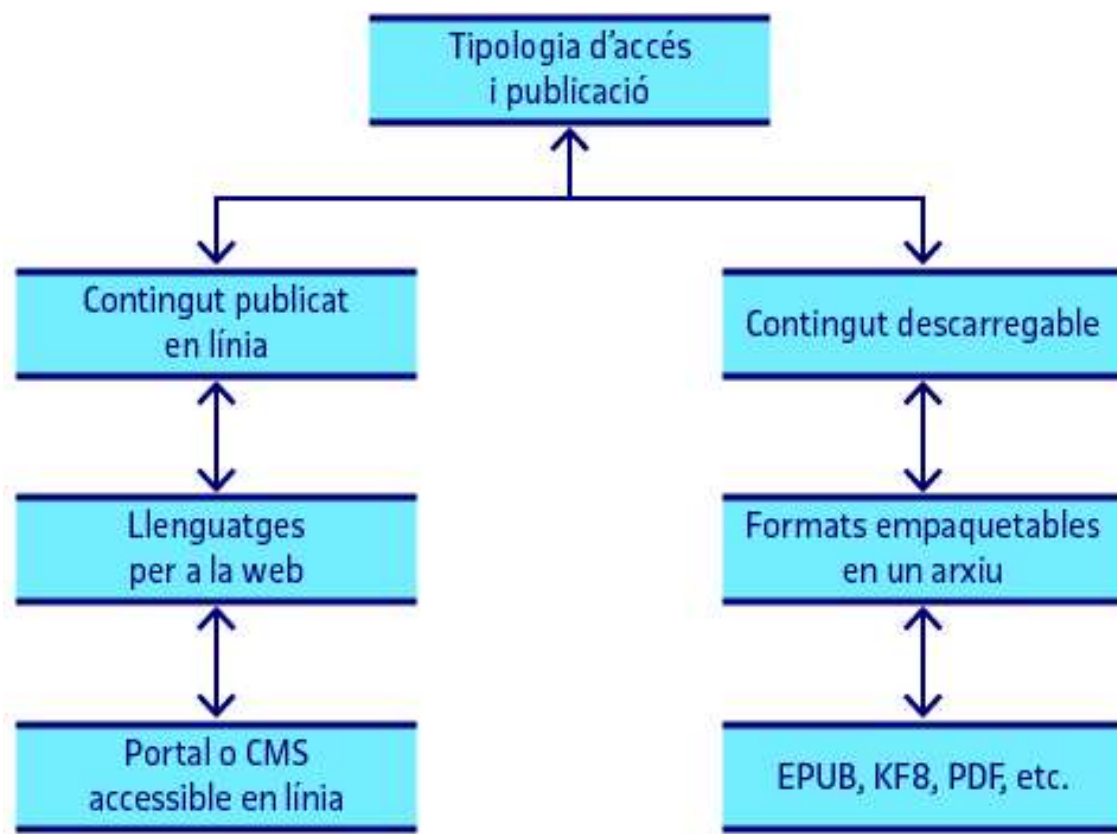 Tipologia d’accés
i publicació
Contingut publicat
en línia
Contingut descarregable
Llenguatges
per a la web
Formats empaquetables
en un arxiu
Portal o CMS
accessible en línia
EPUB, KF8, PDF, etc.